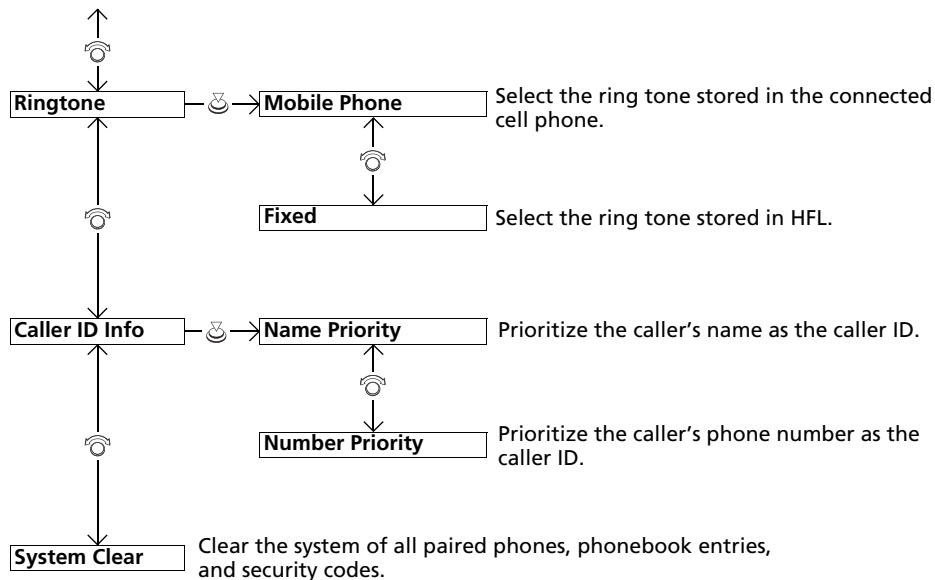 Ringtone
Mobile Phone
Select the ring tone stored in the connected
cell phone.
Fixed
Select the ring tone stored in HFL.
Caller ID Info
Name Priority
Prioritize the caller’s name as the caller ID.
Number Priority
Prioritize the caller’s phone number as the
caller ID.
System Clear
Clear the system of all paired phones, phonebook entries,
and security codes.